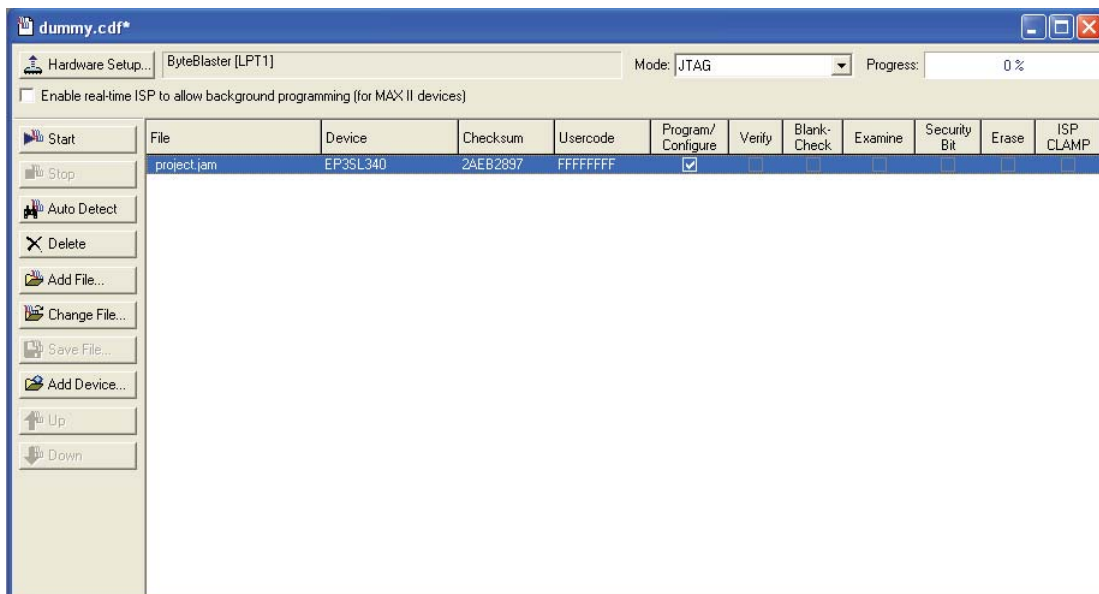 dummy.cdf*
Hardware Setup... ByteBlaster [LPT1] Mode: JTAG Progress: 0 %
Enable real-time ISP to allow background programming (for MAX II devices)
Start
Stop
Auto Detect
Delete
Add File...
Change File...
Save File...
Add Device...
Up
Down
File Device Checksum Usercode Program/ Configure Verify Blank- Check Examine Security Bit Erase ISP CLAMP
project.jam EP3SL340 2AEB2897 FFFFFFFF